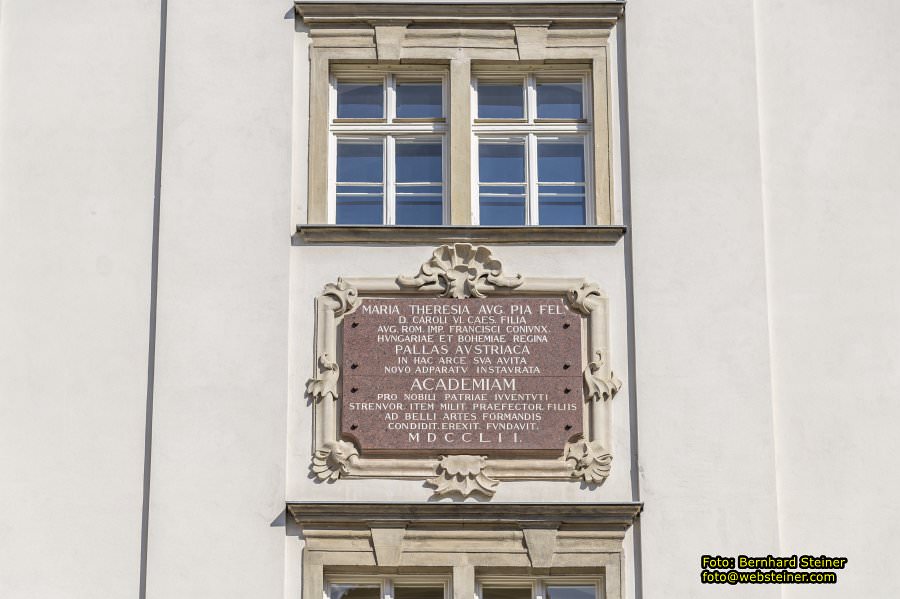 MARIA THERESIA AVG. PIA FEL.
D. CAROLI VI. CAES. FILIA
AVG. ROM. IMP. FRANCISCI CONIVNX.
HVNGARIAE ET BOHEMIAE REGINA
PALLAS AVSTRIACA
IN HAC ARCE SVA AVITA
NOVO ADPARATV INSTAVRATA
ACADEMIAM
PRO NOBILI PATRIAE IVVENTVTI
STRENVOR. ITEM MILIT. PRAEFECTOR. FILIIS
AD BELLI ARTES FORMANDIS
CONDIDIT. EREXIT. FVNDAVIT.
MDCCLII.
Foto: Bernhard Steiner
foto@websteiner.com